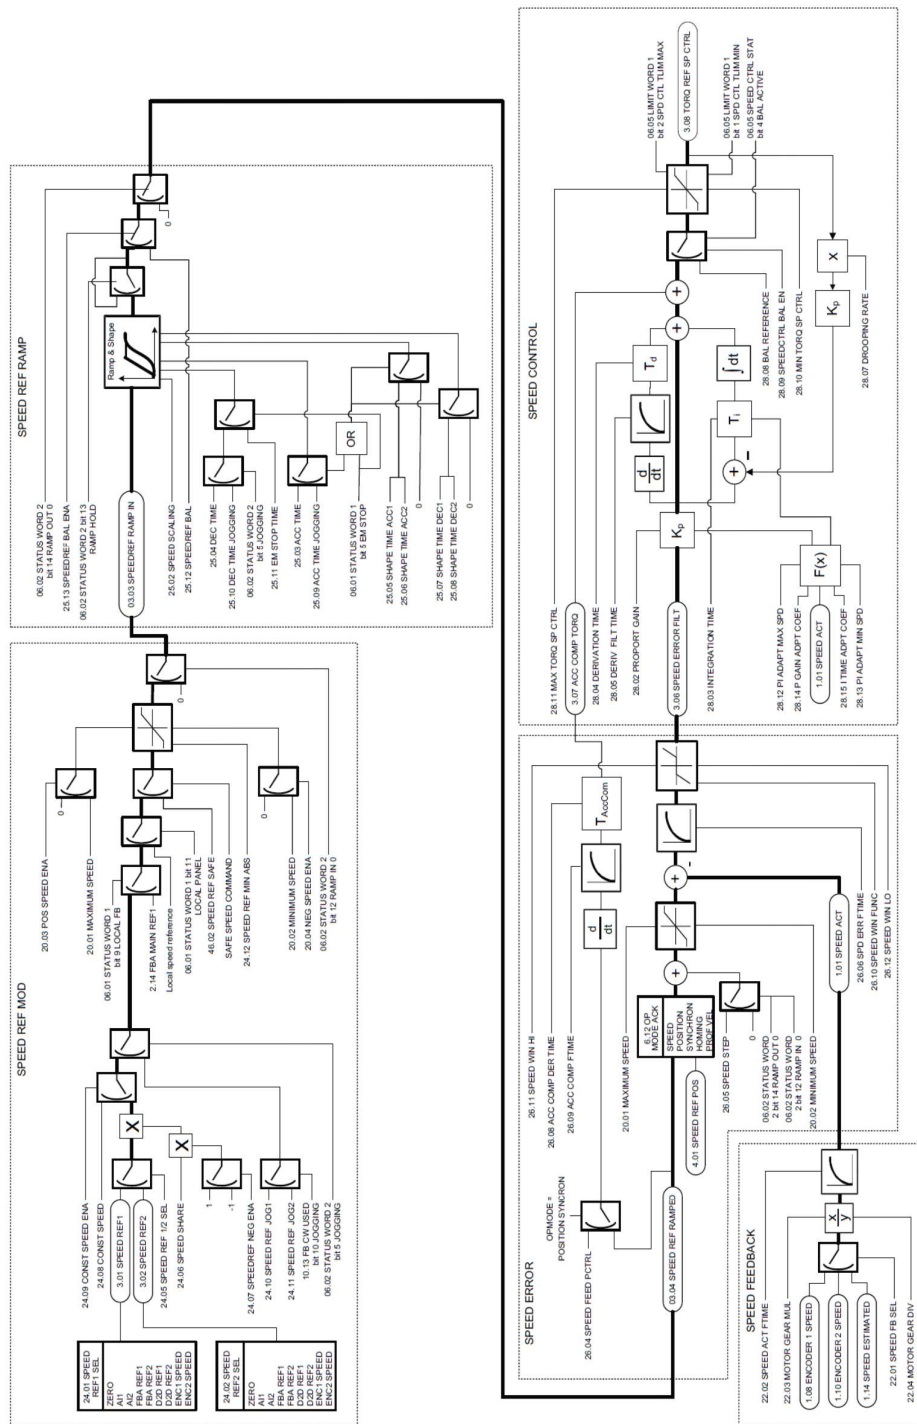 SPEED REF MOD
24.01 SPEED
REF1 SEL
ZERO
AI1
AI2
FBA REF1
FBA REF2
D2D REF1
D2D REF2
ENC1 SPEED
ENC2 SPEED
24.02 SPEED
REF2 SEL
ZERO
AI1
AI2
FBA REF1
FBA REF2
D2D REF1
D2D REF2
ENC1 SPEED
ENC2 SPEED
24.09 CONST SPEED ENA
24.08 CONST SPEED
3.01 SPEED REF1
3.02 SPEED REF2
24.05 SPEED REF 1/2 SEL
24.06 SPEED SHARE
X
X
1
-1
24.07 SPEEDREF NEG ENA
24.10 SPEED REF JOG1
24.11 SPEED REF JOG2
10.13 FB CW USED
bit 10 JOGGING
06.02 STATUS WORD 2
bit 5 JOGGING
20.03 POS SPEED ENA
0
20.01 MAXIMUM SPEED
06.01 STATUS WORD 1
bit 9 LOCAL FB
2.14 FBA MAIN REF1
Local speed reference
06.01 STATUS WORD 1 bit 11
LOCAL PANEL
46.02 SPEED REF SAFE
SAFE SPEED COMMAND
24.12 SPEED REF MIN ABS
0
20.02 MINIMUM SPEED
20.04 NEG SPEED ENA
06.02 STATUS WORD 2
bit 12 RAMP IN 0
0
SPEED REF RAMP
06.02 STATUS WORD 2
bit 14 RAMP OUT 0
25.13 SPEEDREF BAL ENA
06.02 STATUS WORD 2 bit 13
RAMP HOLD
03.03 SPEEDREF RAMP IN
Ramp & Shape
0
25.02 SPEED SCALING
25.12 SPEEDREF BAL
25.04 DEC TIME
25.10 DEC TIME JOGGING
06.02 STATUS WORD 2
bit 5 JOGGING
25.11 EM STOP TIME
25.03 ACC TIME
25.09 ACC TIME JOGGING
OR
06.01 STATUS WORD 1
bit 5 EM STOP
25.05 SHAPE TIME ACC1
25.06 SHAPE TIME ACC2
0
25.07 SHAPE TIME DEC1
25.08 SHAPE TIME DEC2
0
SPEED FEEDBACK
22.02 SPEED ACT FTIME
22.03 MOTOR GEAR MUL
1.08 ENCODER 1 SPEED
1.10 ENCODER 2 SPEED
1.14 SPEED ESTIMATED
22.01 SPEED FB SEL
22.04 MOTOR GEAR DIV
x
y
SPEED ERROR
OPMODE =
POSITION SYNCRON
26.04 SPEED FEED PCTRL
03.04 SPEED REF RAMPED
26.11 SPEED WIN HI
26.08 ACC COMP DER TIME
26.09 ACC COMP FTIME
d
dt
TAccCom
20.01 MAXIMUM SPEED
6.12 OP
MODE ACK
SPEED
POSITION
SYNCHRON
HOMING
PROF VEL
4.01 SPEED REF POS
+
+
-
26.05 SPEED STEP
0
06.02 STATUS WORD
2 bit 14 RAMP OUT 0
06.02 STATUS WORD
2 bit 12 RAMP IN 0
20.02 MINIMUM SPEED
1.01 SPEED ACT
26.06 SPD ERR FTIME
26.10 SPEED WIN FUNC
26.12 SPEED WIN LO
SPEED CONTROL
28.11 MAX TORQ SP CTRL
3.07 ACC COMP TORQ
28.04 DERIVATION TIME
28.05 DERIV FILT TIME
28.02 PROPORT GAIN
3.06 SPEED ERROR FILT
28.03 INTEGRATION TIME
28.12 PI ADAPT MAX SPD
28.14 P GAIN ADPT COEF
1.01 SPEED ACT
28.15 I TIME ADPT COEF
28.13 PI ADAPT MIN SPD
F(x)
Kp
d
dt
Td
+
-
Ti
∫dt
+
+
28.08 BAL REFERENCE
28.09 SPEEDCTRL BAL EN
28.10 MIN TORQ SP CTRL
Kp
X
28.07 DROOPING RATE
06.05 LIMIT WORD 1
bit 2 SPD CTL TLIM MAX
3.08 TORQ REF SP CTRL
06.05 LIMIT WORD 1
bit 1 SPD CTL TLIM MIN
06.05 SPEED CTRL STAT
bit 4 BAL ACTIVE